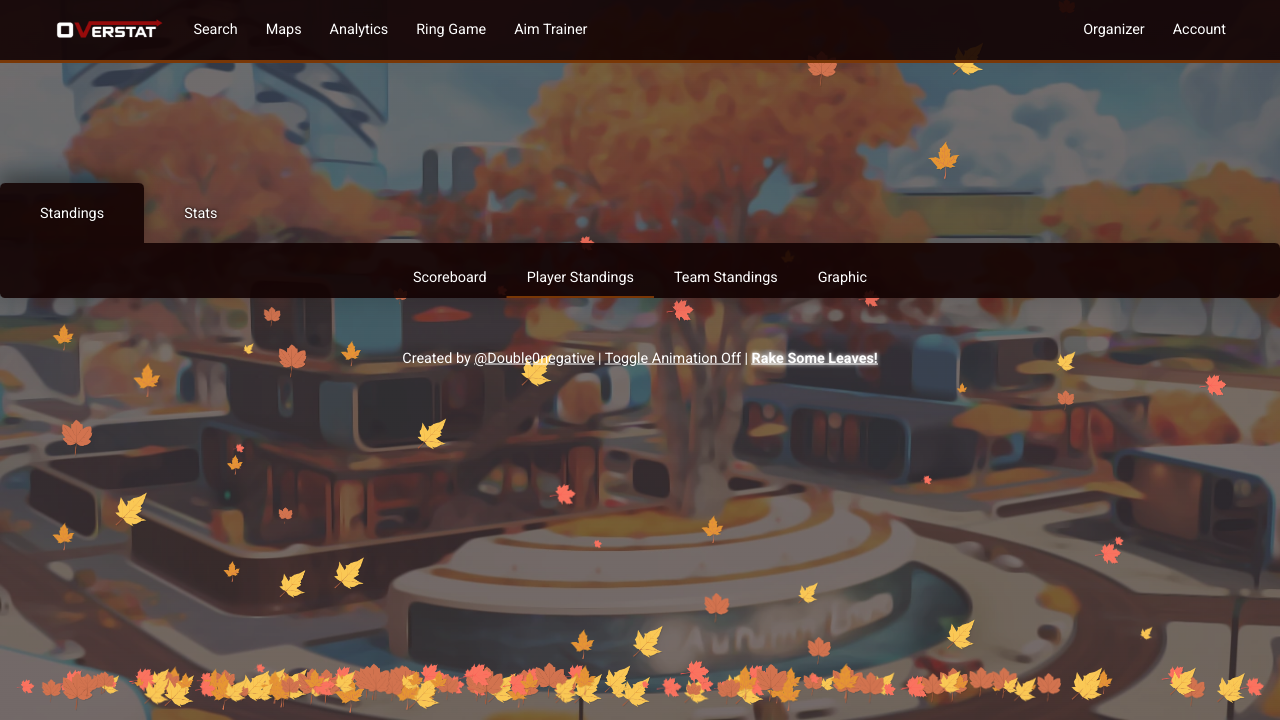 OVERSTAT Search Maps Analytics Ring Game Aim Trainer Organizer Account
Standings Stats
Scoreboard Player Standings Team Standings Graphic
Created by @Double0negative | Toggle Animation Off | Rake Some Leaves!